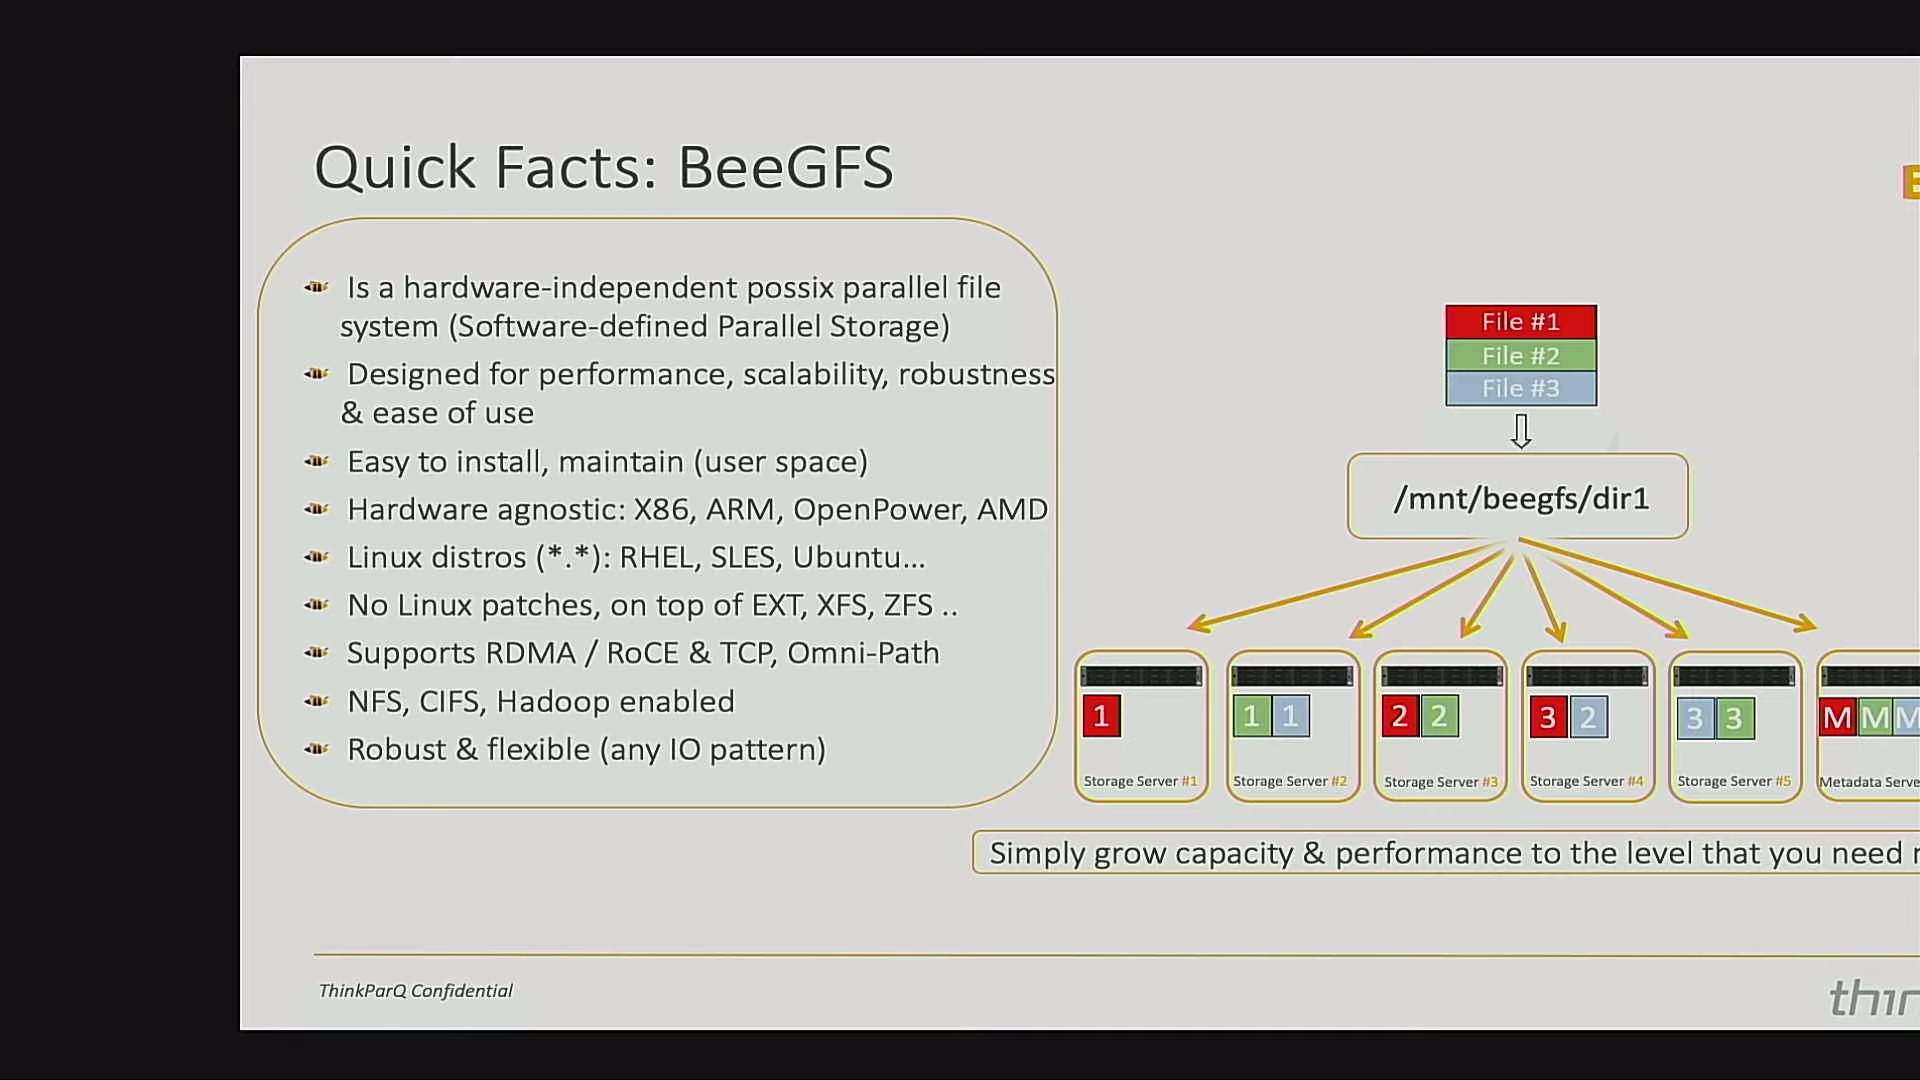 Quick Facts: BeeGFS
Is a hardware-independent possix parallel file
system (Software-defined Parallel Storage)
Designed for performance, scalability, robustness
& ease of use
Easy to install, maintain (user space)
Hardware agnostic: X86, ARM, OpenPower, AMD
Linux distros (*.*): RHEL, SLES, Ubuntu...
No Linux patches, on top of EXT, XFS, ZFS ..
Supports RDMA / RoCE & TCP, Omni-Path
NFS, CIFS, Hadoop enabled
Robust & flexible (any IO pattern)
File #1
File #2
File #3
/mnt/beegfs/dir1
1
1 1
2 2
3 2
3 3
M M M
Storage Server #1
Storage Server #2
Storage Server #3
Storage Server #4
Storage Server #5
Metadata Serve
Simply grow capacity & performance to the level that you need
ThinkParQ Confidential